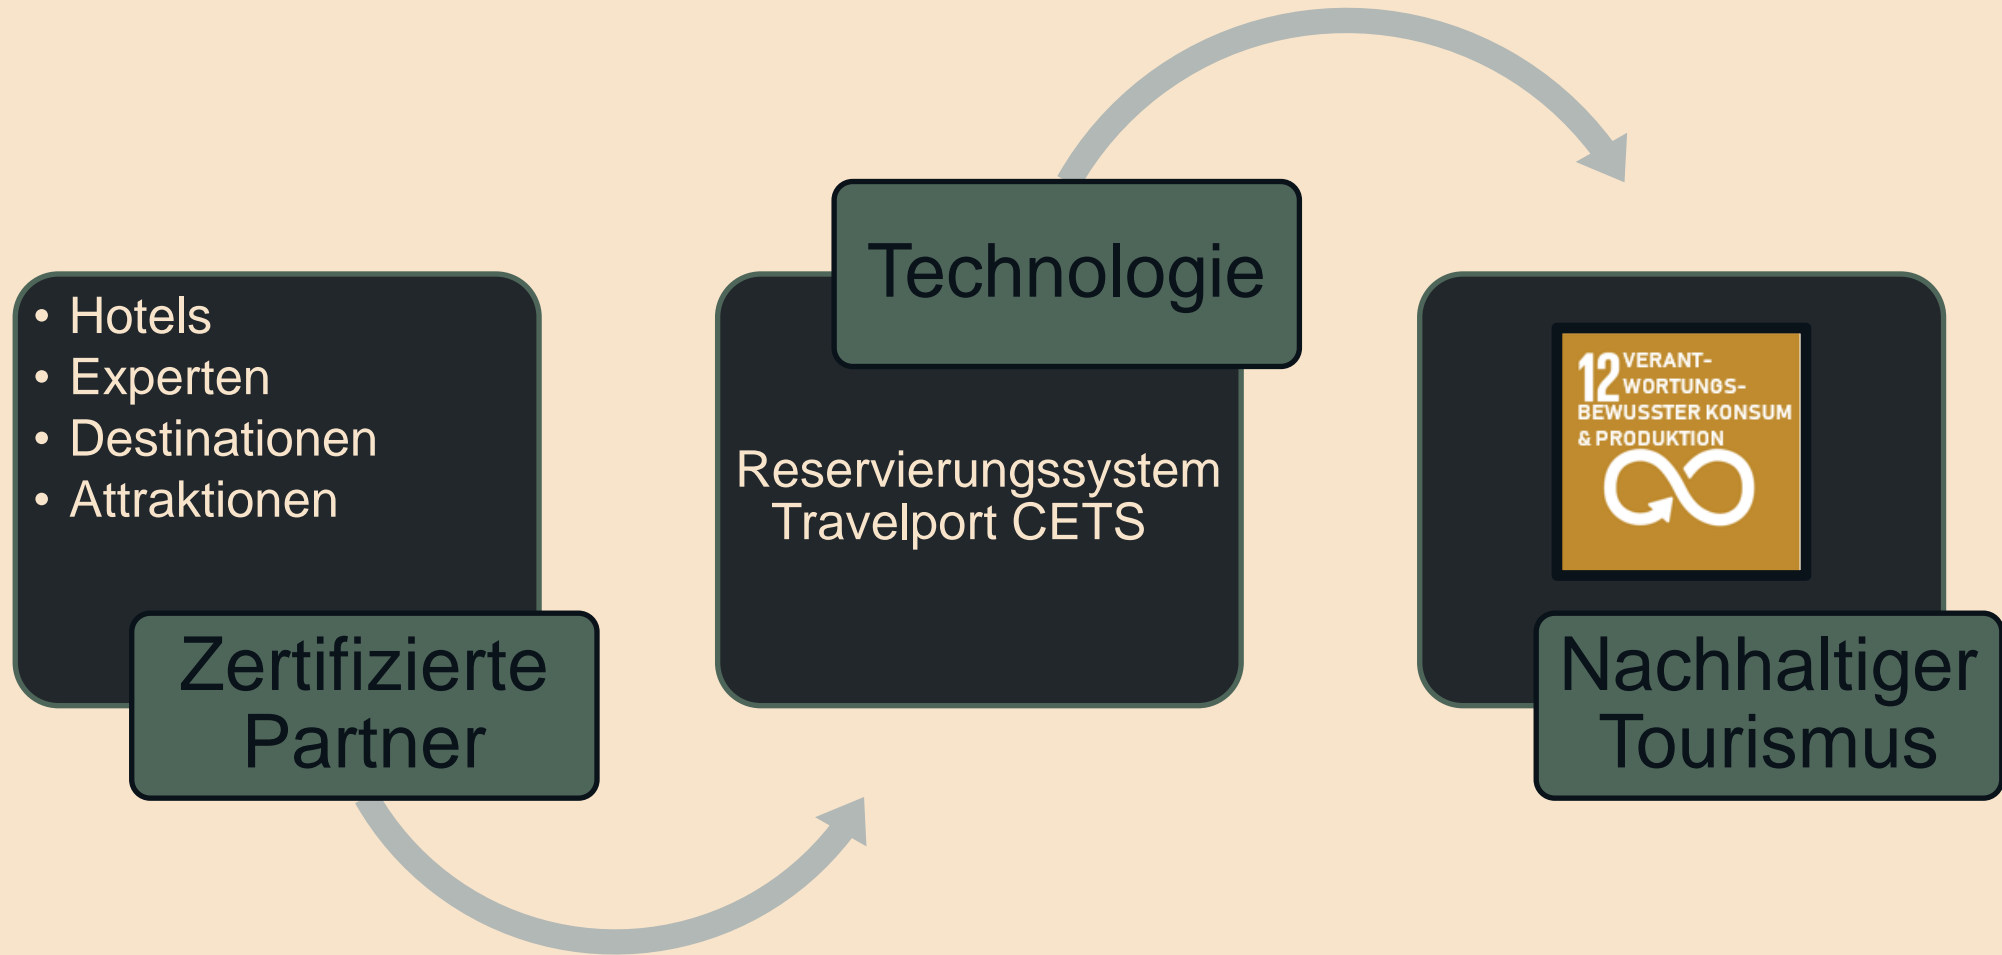 • Hotels
• Experten
• Destinationen
• Attraktionen
Zertifizierte
Partner
Technologie
Reservierungssystem
Travelport CETS
12 VERANT-
WORTUNGS-
BEWUSSTER KONSUM
& PRODUKTION
Nachhaltiger
Tourismus